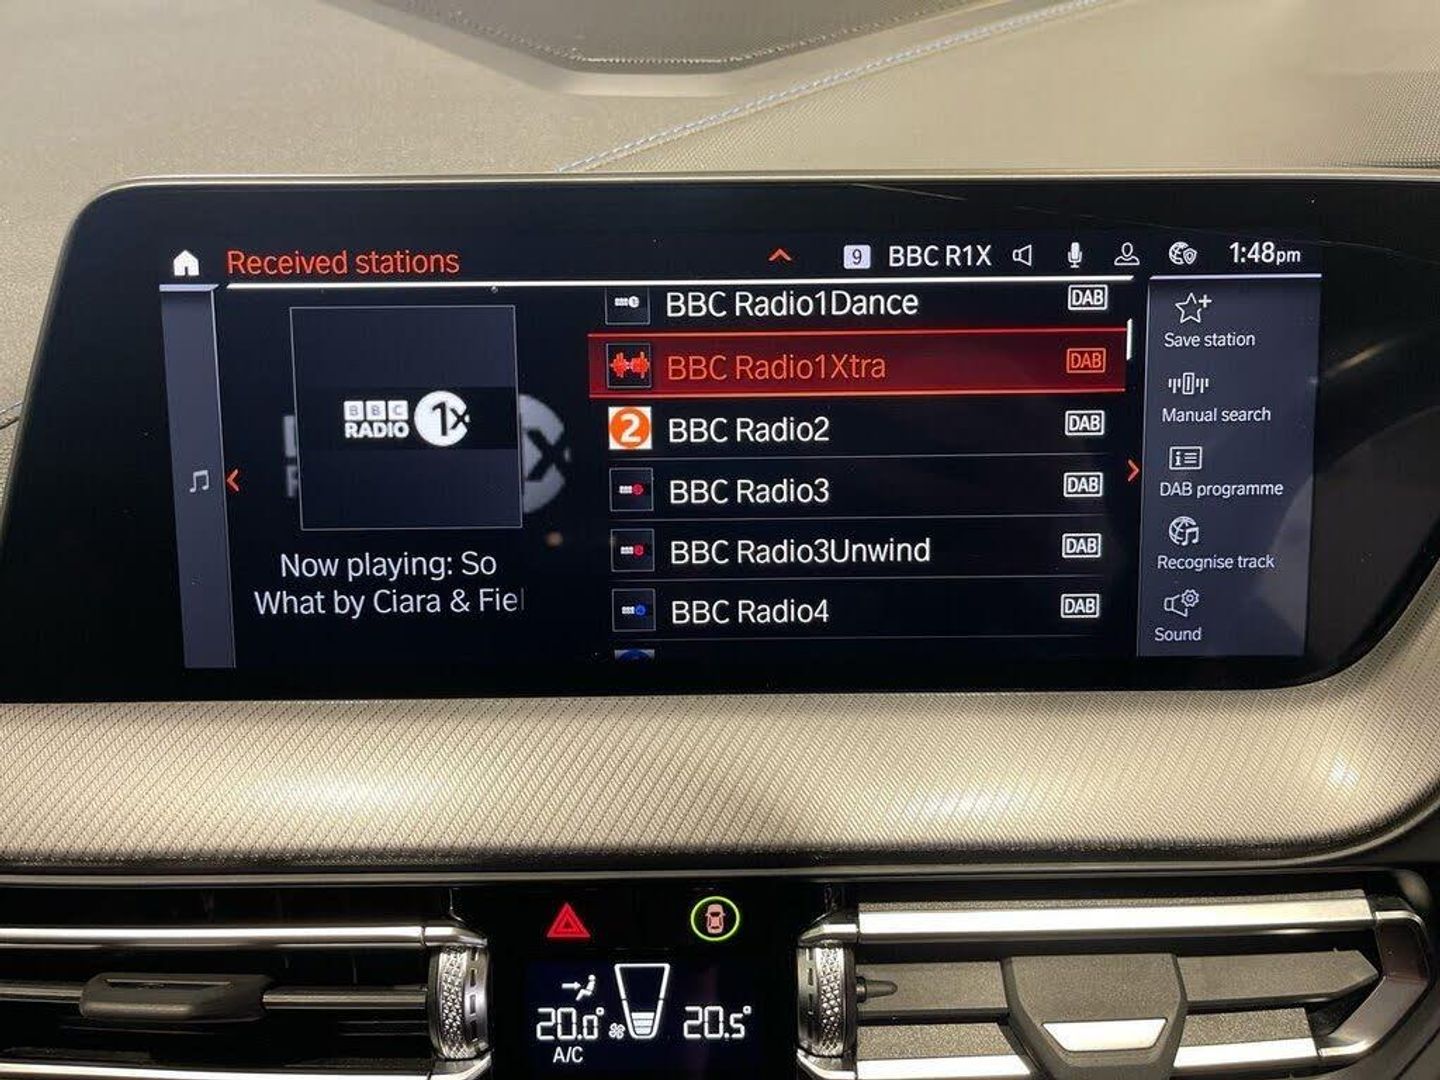 Received stations
9 BBC R1X 1:48pm
BBC Radio1Dance DAB
BBC Radio1Xtra DAB
2 BBC Radio2 DAB
BBC Radio3 DAB
BBC Radio3Unwind DAB
BBC Radio4 DAB
BBC
RADIO 1x
Now playing: So
What by Ciara & Fie
Save station
Manual search
DAB programme
Recognise track
Sound
20.0° 20.5°
A/C